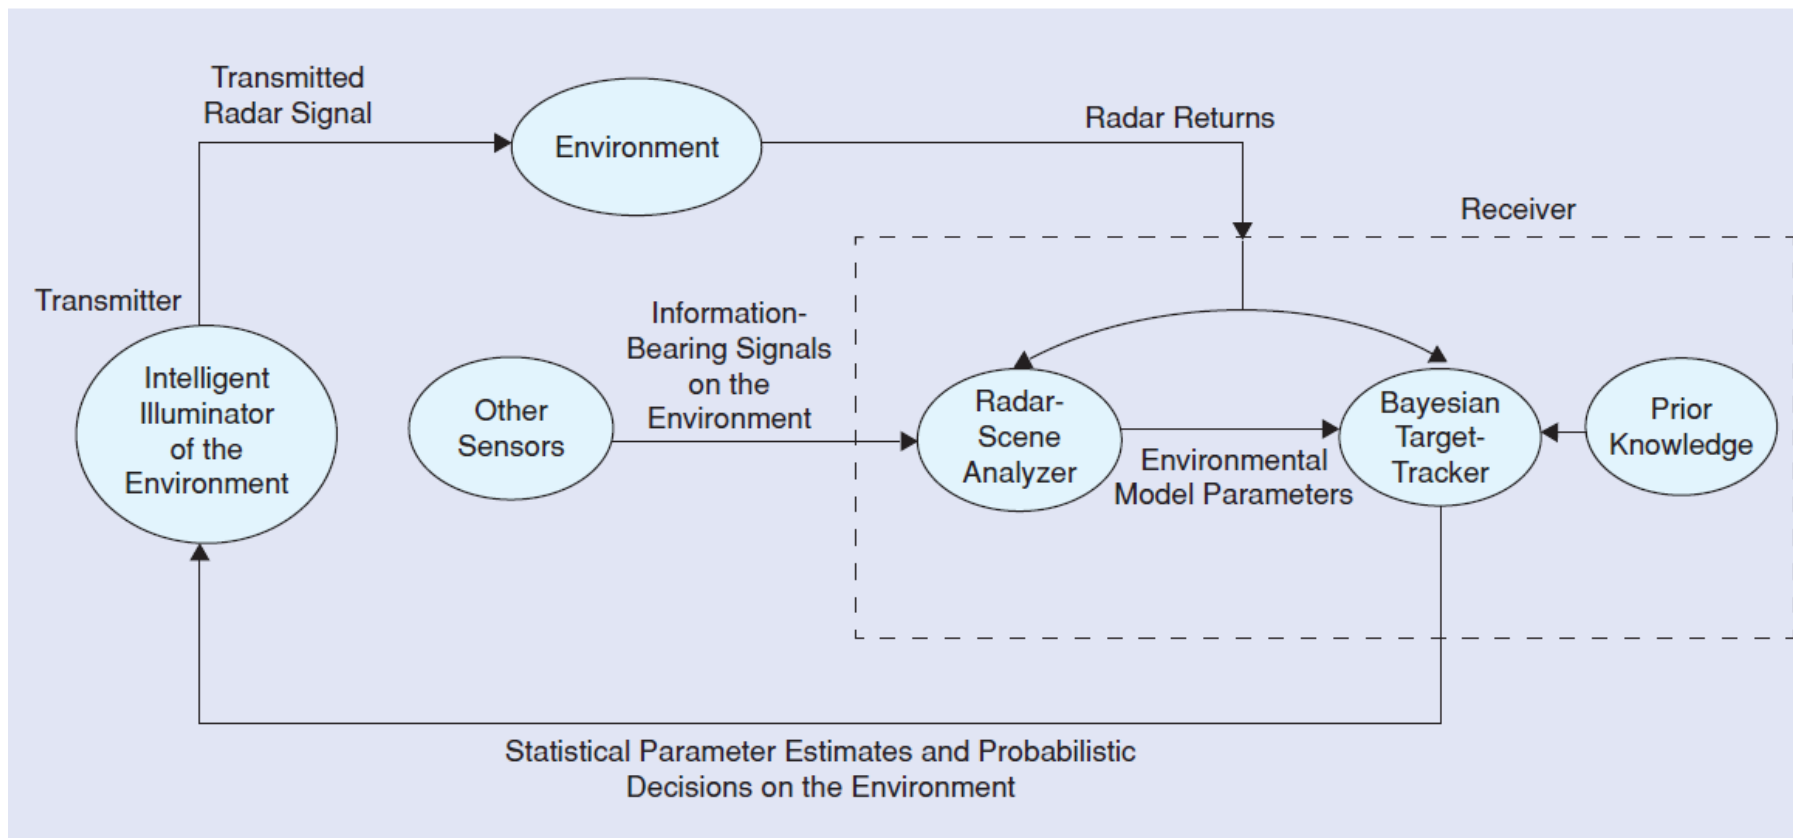 Transmitted
Radar Signal
Environment
Radar Returns
Receiver
Transmitter
Intelligent
Illuminator
of the
Environment
Other
Sensors
Information-
Bearing Signals
on the
Environment
Radar-
Scene
Analyzer
Environmental
Model Parameters
Bayesian
Target-
Tracker
Prior
Knowledge
Statistical Parameter Estimates and Probabilistic
Decisions on the Environment